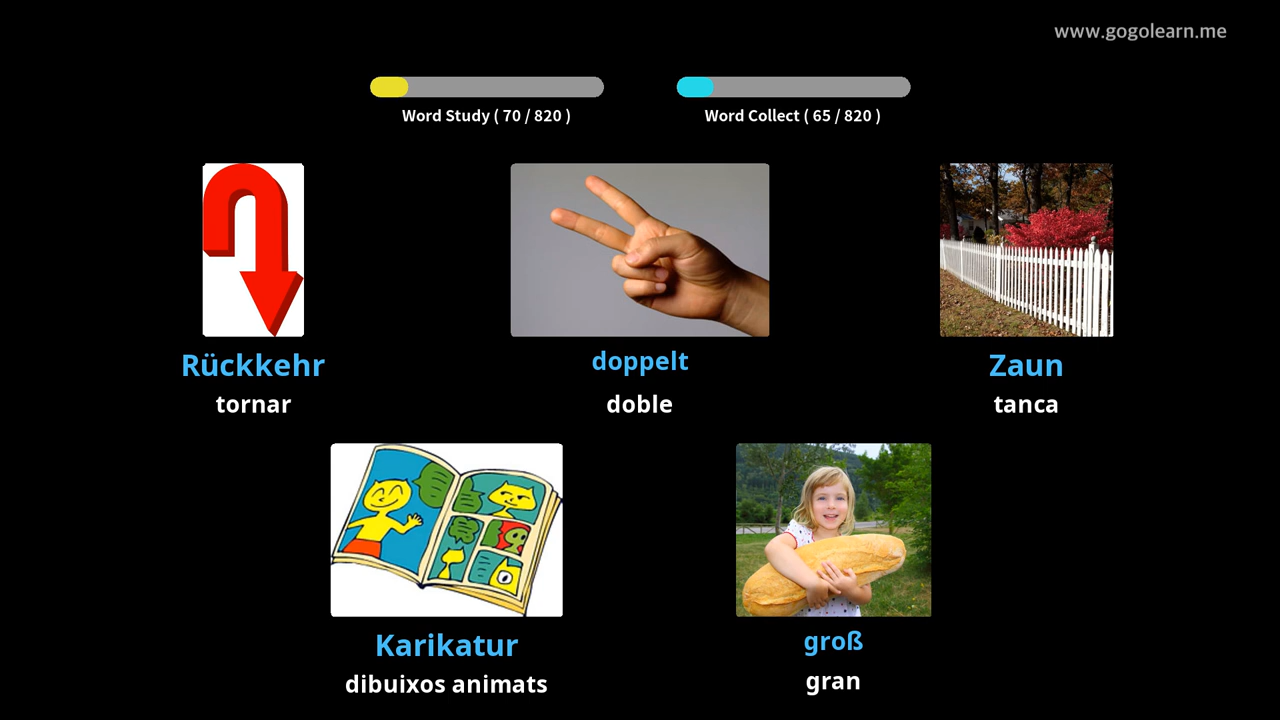 www.gogolearn.me
Word Study ( 70 / 820 )
Word Collect ( 65 / 820 )
Rückkehr
tornar
doppelt
doble
Zaun
tanca
Karikatur
dibuixos animats
groß
gran